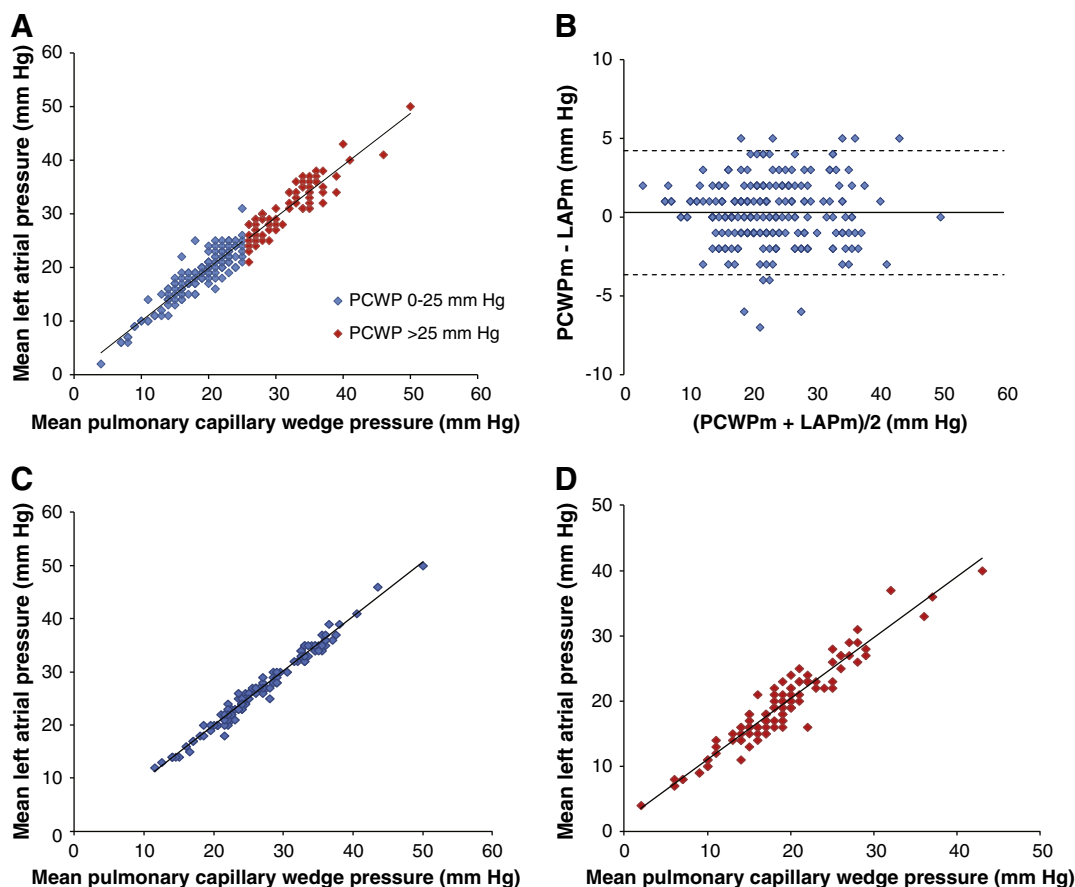 A
Mean left atrial pressure (mm Hg)
60
50
40
30
20
10
0
PCWP 0-25 mm Hg
PCWP >25 mm Hg
0 10 20 30 40 50 60
Mean pulmonary capillary wedge pressure (mm Hg)
B
PCWPm - LAPm (mm Hg)
10
5
0
-5
-10
0 10 20 30 40 50 60
(PCWPm + LAPm)/2 (mm Hg)
C
Mean left atrial pressure (mm Hg)
60
50
40
30
20
10
0
0 10 20 30 40 50 60
Mean pulmonary capillary wedge pressure (mm Hg)
D
Mean left atrial pressure (mm Hg)
50
40
30
20
10
0
0 10 20 30 40 50
Mean pulmonary capillary wedge pressure (mm Hg)